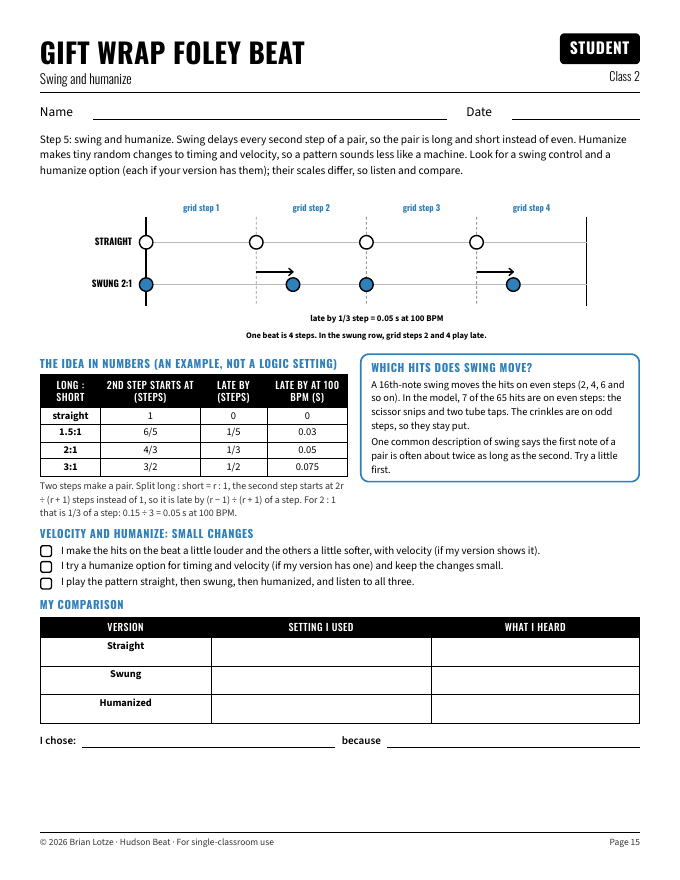 GIFT WRAP FOLEY BEAT
STUDENT
Swing and humanize
Class 2
Name
Date
Step 5: swing and humanize. Swing delays every second step of a pair, so the pair is long and short instead of even. Humanize
makes tiny random changes to timing and velocity, so a pattern sounds less like a machine. Look for a swing control and a
humanize option (each if your version has them); their scales differ, so listen and compare.
grid step 1 grid step 2 grid step 3 grid step 4
STRAIGHT
SWUNG 2:1
late by 1/3 step = 0.05 s at 100 BPM
One beat is 4 steps. In the swung row, grid steps 2 and 4 play late.
THE IDEA IN NUMBERS (AN EXAMPLE, NOT A LOGIC SETTING)
LONG : SHORT | 2ND STEP STARTS AT (STEPS) | LATE BY (STEPS) | LATE BY AT 100 BPM (S)
straight 1 0 0
1.5:1 6/5 1/5 0.03
2:1 4/3 1/3 0.05
3:1 3/2 1/2 0.075
Two steps make a pair. Split long : short = r : 1, the second step starts at 2r
÷ (r + 1) steps instead of 1, so it is late by (r − 1) ÷ (r + 1) of a step. For 2 : 1
that is 1/3 of a step: 0.15 ÷ 3 = 0.05 s at 100 BPM.
WHICH HITS DOES SWING MOVE?
A 16th-note swing moves the hits on even steps (2, 4, 6 and
so on). In the model, 7 of the 65 hits are on even steps: the
scissor snips and two tube taps. The crinkles are on odd
steps, so they stay put.
One common description of swing says the first note of a
pair is often about twice as long as the second. Try a little
first.
VELOCITY AND HUMANIZE: SMALL CHANGES
I make the hits on the beat a little louder and the others a little softer, with velocity (if my version shows it).
I try a humanize option for timing and velocity (if my version has one) and keep the changes small.
I play the pattern straight, then swung, then humanized, and listen to all three.
MY COMPARISON
VERSION SETTING I USED WHAT I HEARD
Straight
Swung
Humanized
I chose: because
© 2026 Brian Lotze · Hudson Beat · For single-classroom use
Page 15